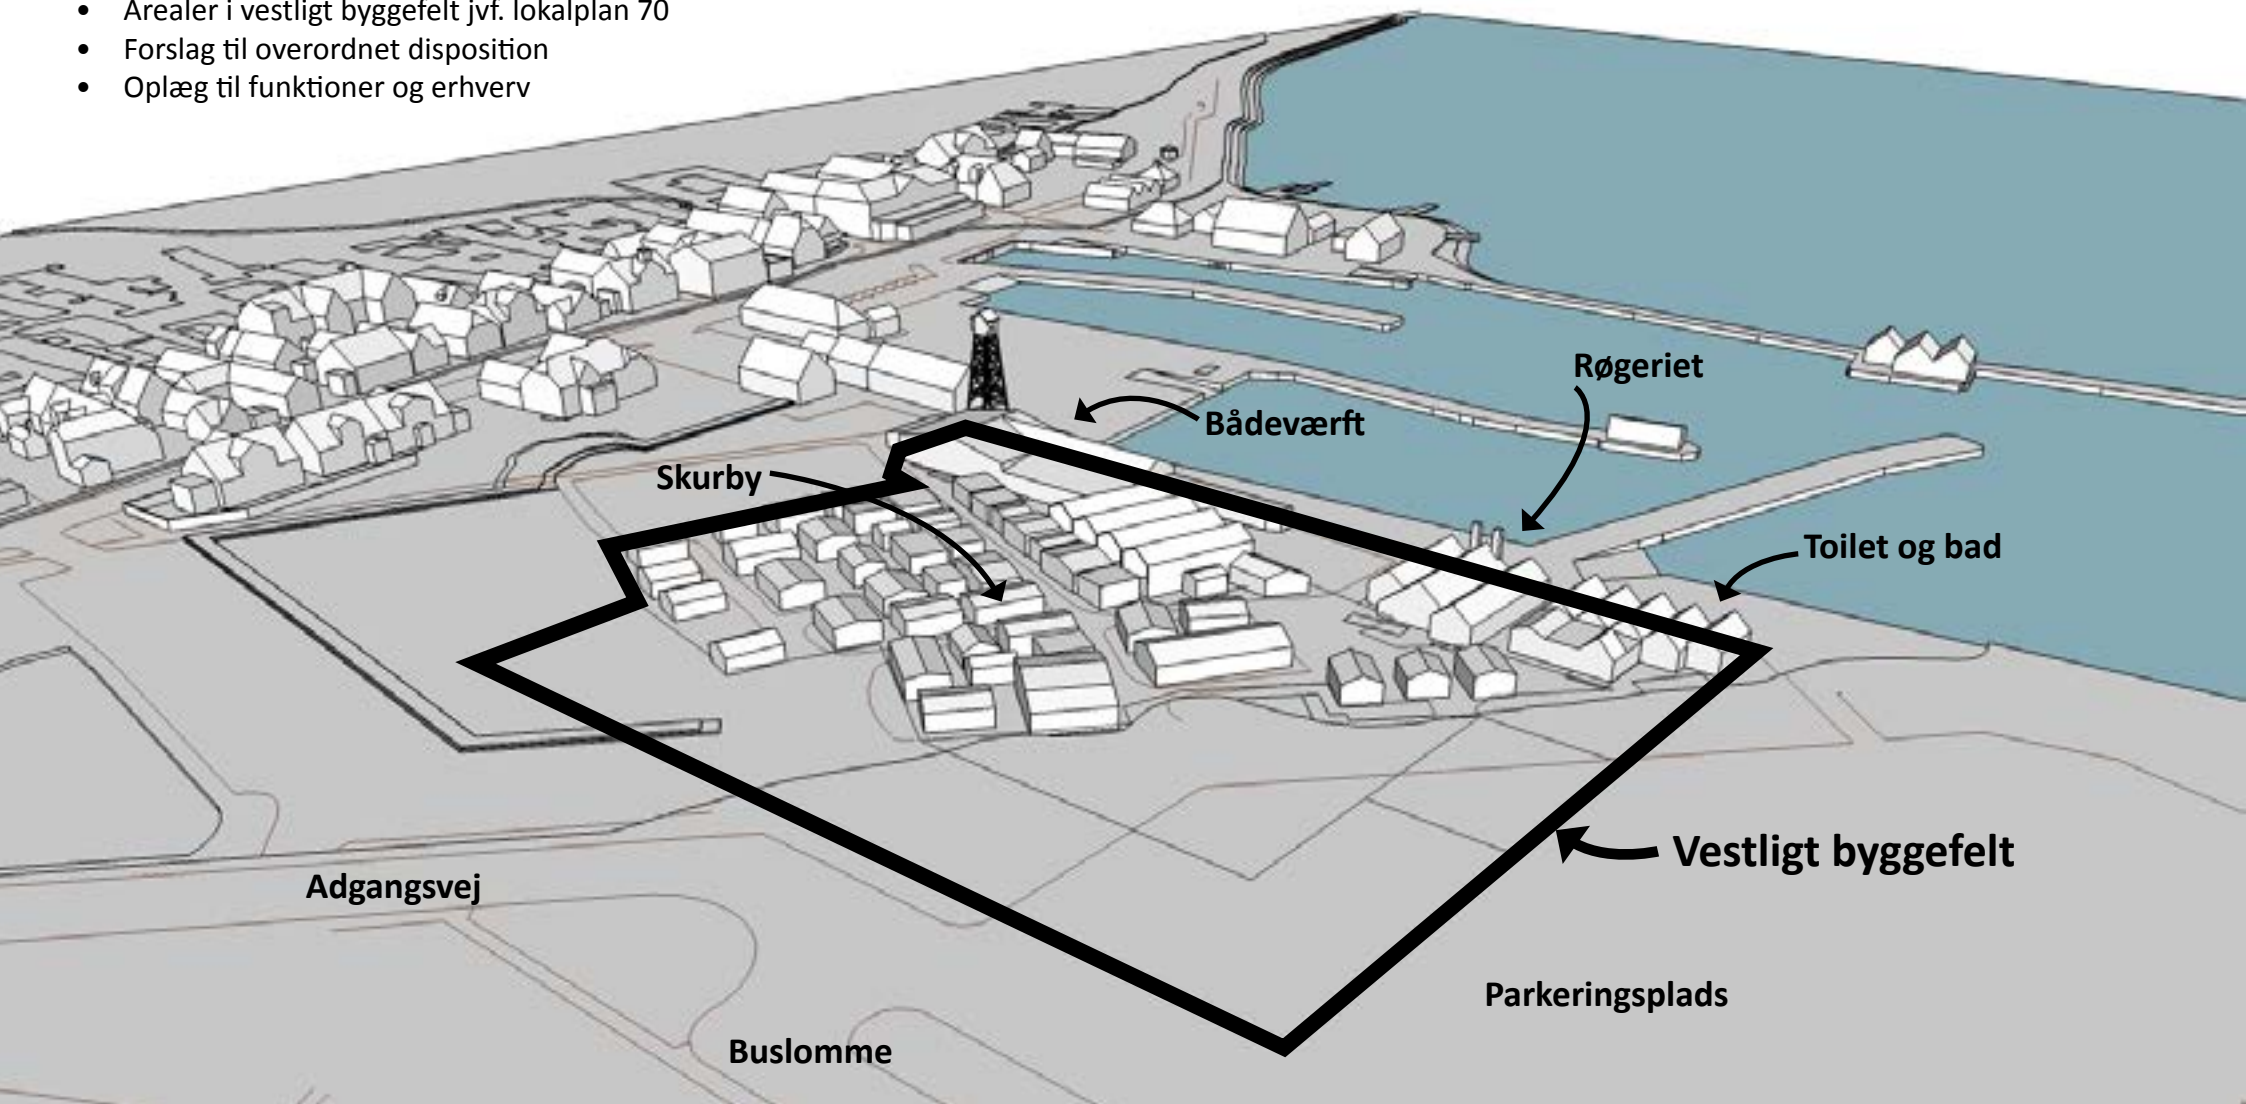 • Arealer i vestligt byggefelt jvf. lokalplan 70
• Forslag til overordnet disposition
• Oplæg til funktioner og erhverv
Røgeriet
Bådeværft
Skurby
Toilet og bad
Vestligt byggefelt
Adgangsvej
Parkeringsplads
Buslomme